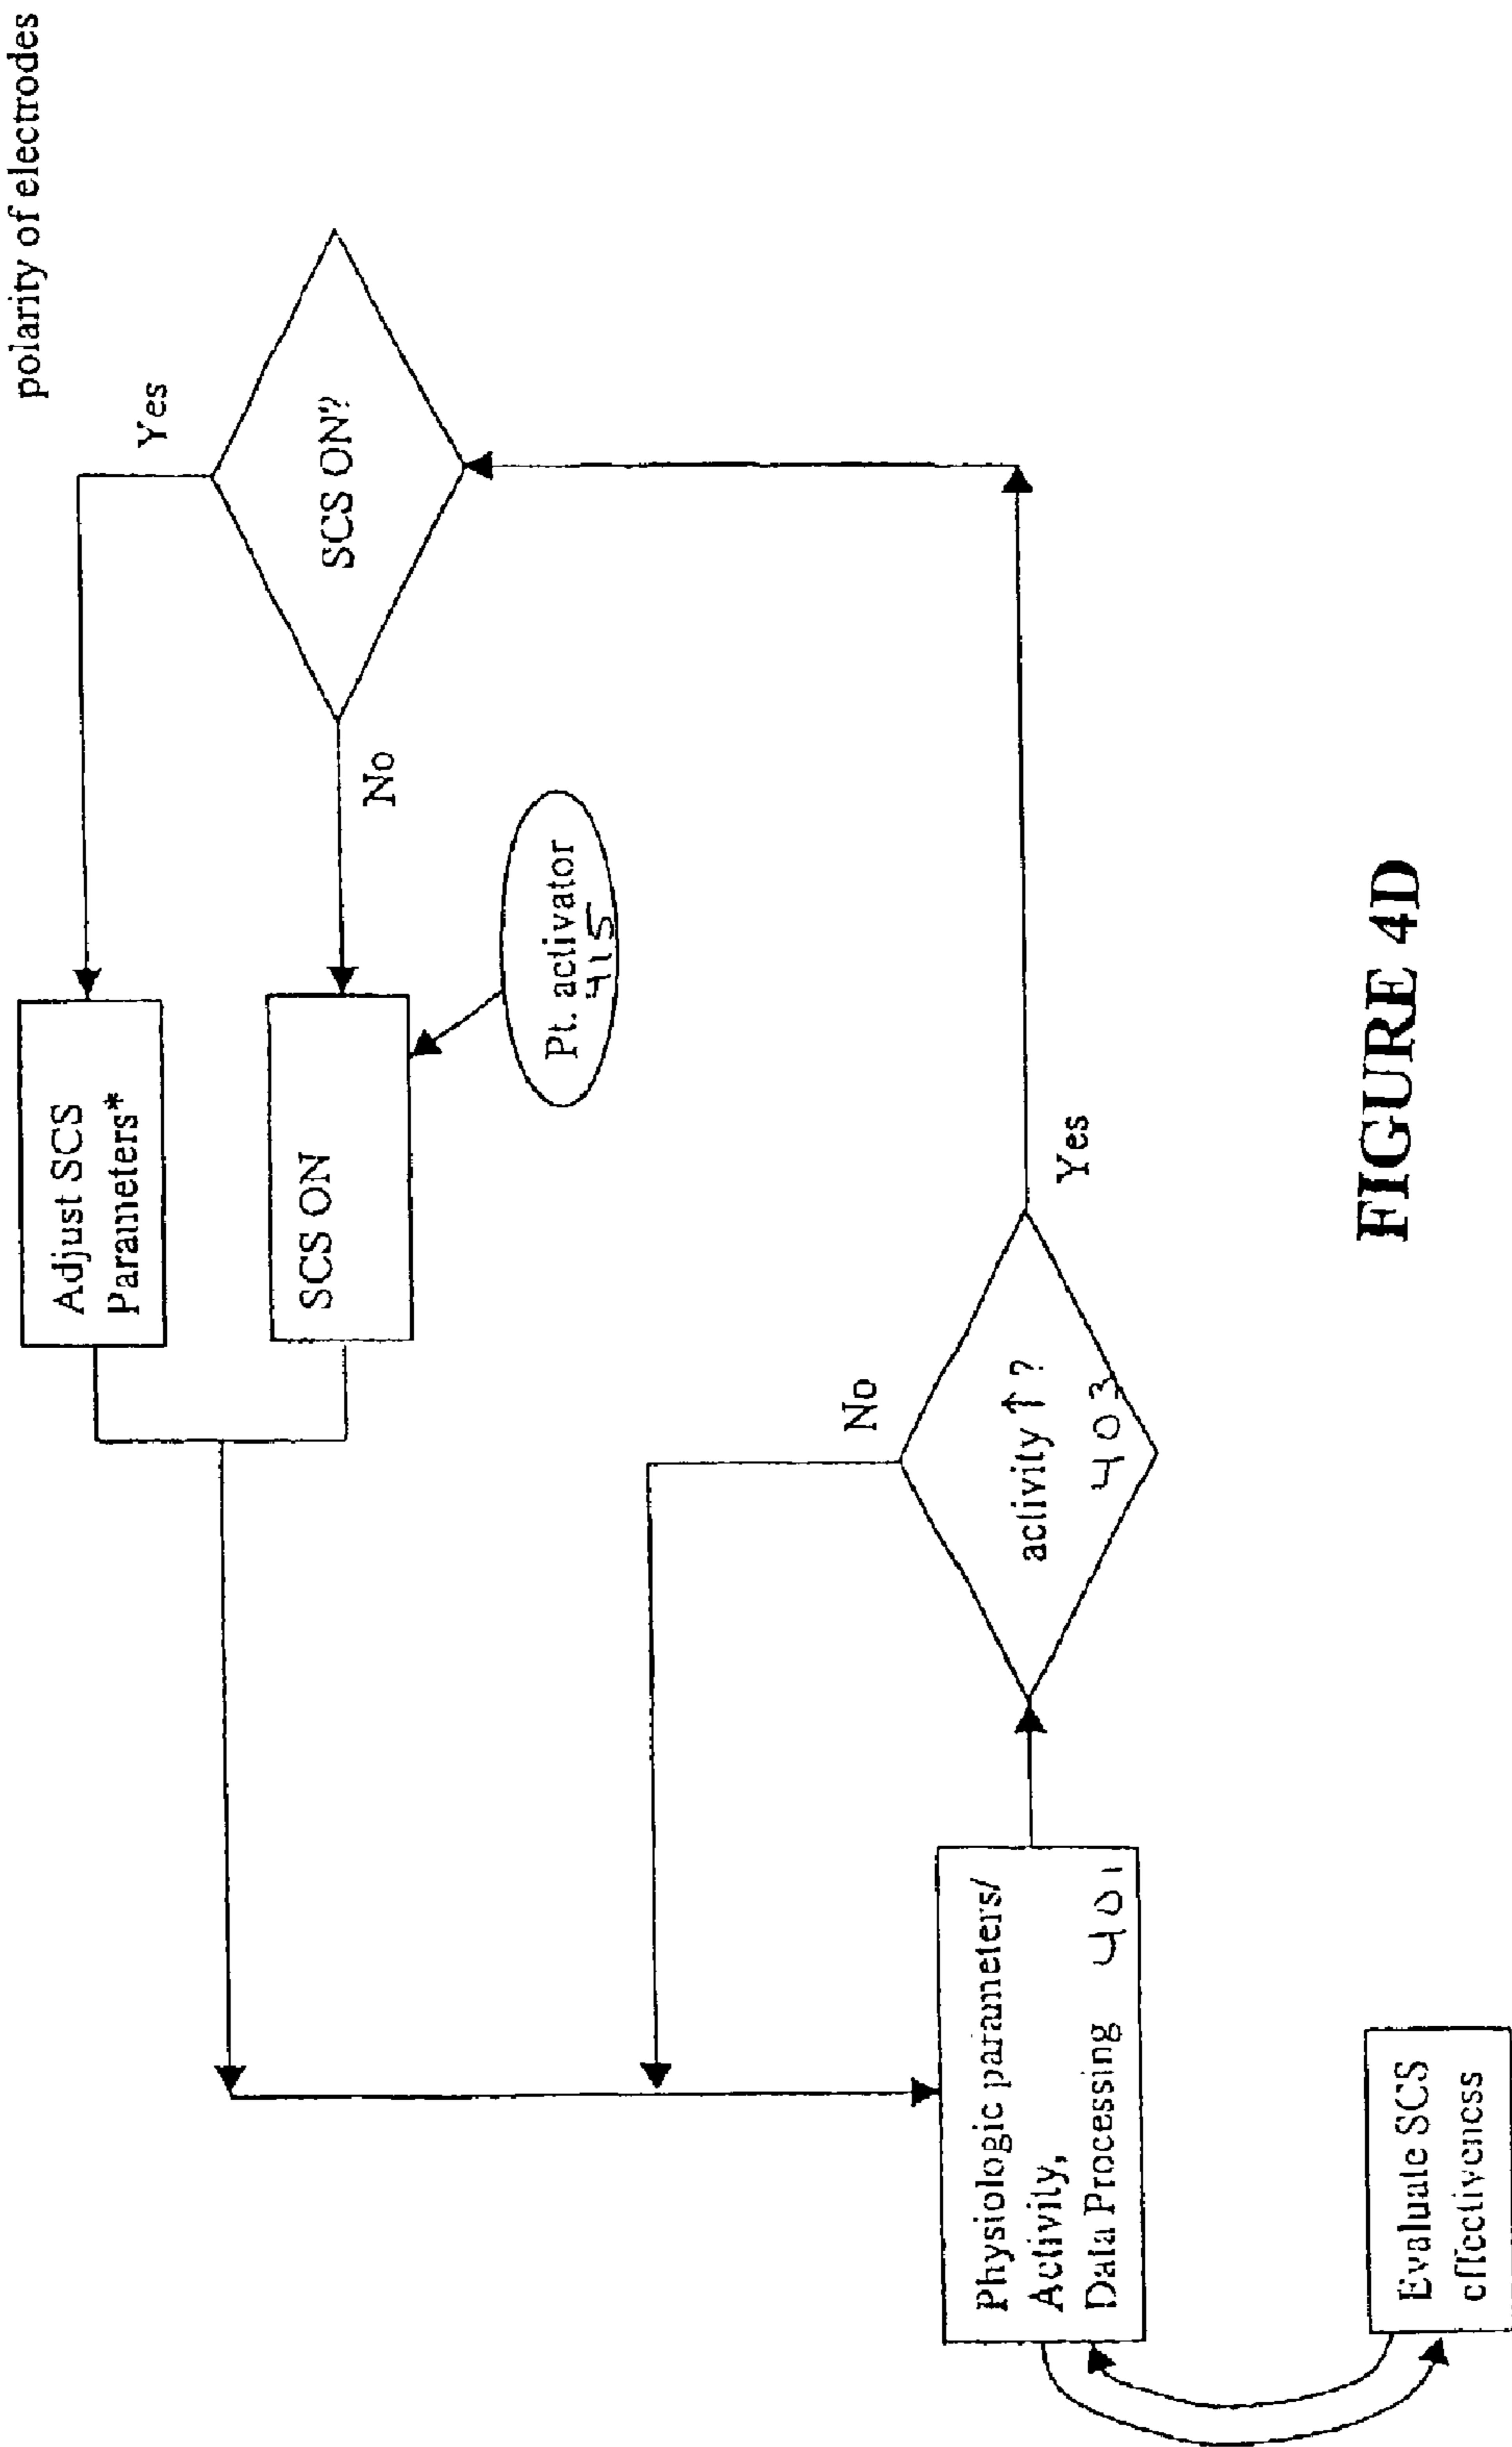 polarity of electrodes
Adjust SCS
Parameters*
Yes
SCS ON?
SCS ON
No
Pt. activator
415
No
activity ↑ ?
403
Yes
Physiologic parameters/
Activity,
Data Processing 401
Evaluate SCS
effectiveness
FIGURE 4D